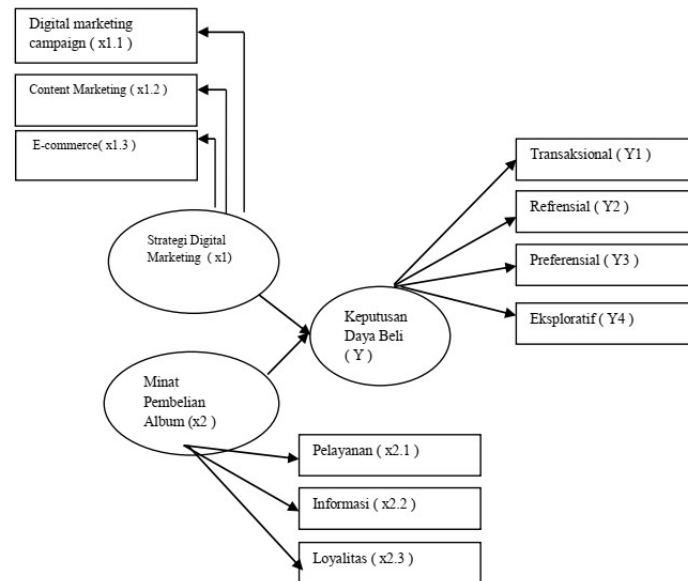 Digital marketing
campaign ( x1.1 )
Content Marketing ( x1.2 )
E-commerce( x1.3 )
Strategi Digital
Marketing ( x1)
Transaksional ( Y1 )
Refrensial ( Y2 )
Preferensial ( Y3 )
Eksploratif ( Y4 )
Keputusan
Daya Beli
( Y )
Minat
Pembelian
Album (x2 )
Pelayanan ( x2.1 )
Informasi ( x2.2 )
Loyalitas ( x2.3 )